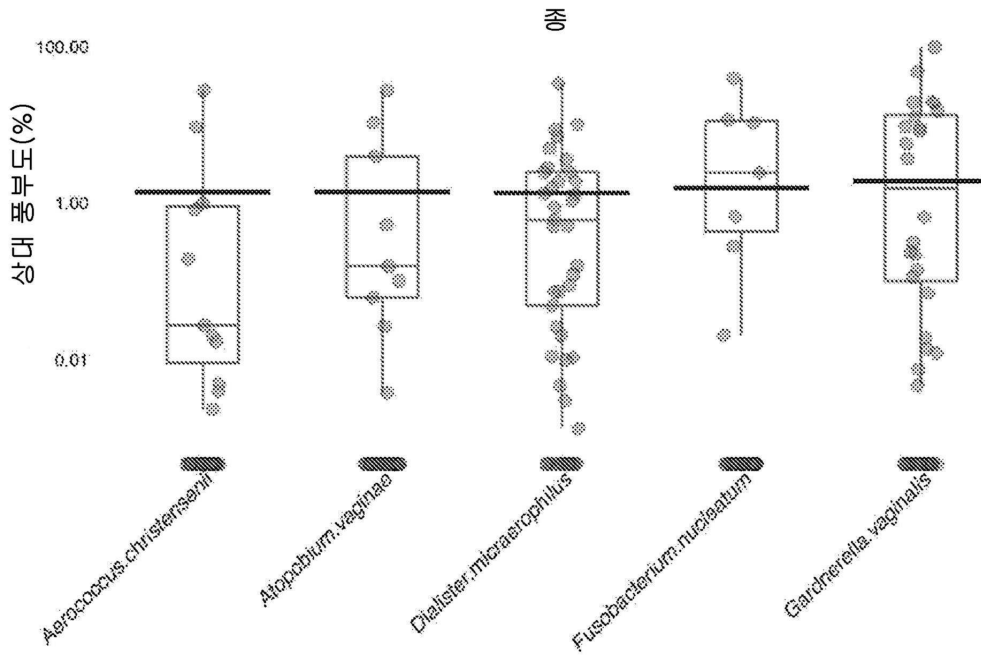 종
100.00
1.00
0.01
상대 풍부도(%)
Aerococcus.christensenii
Atopobium.vaginae
Dialister.micraerophilus
Fusobacterium.nucleatum
Gardnerella.vaginalis